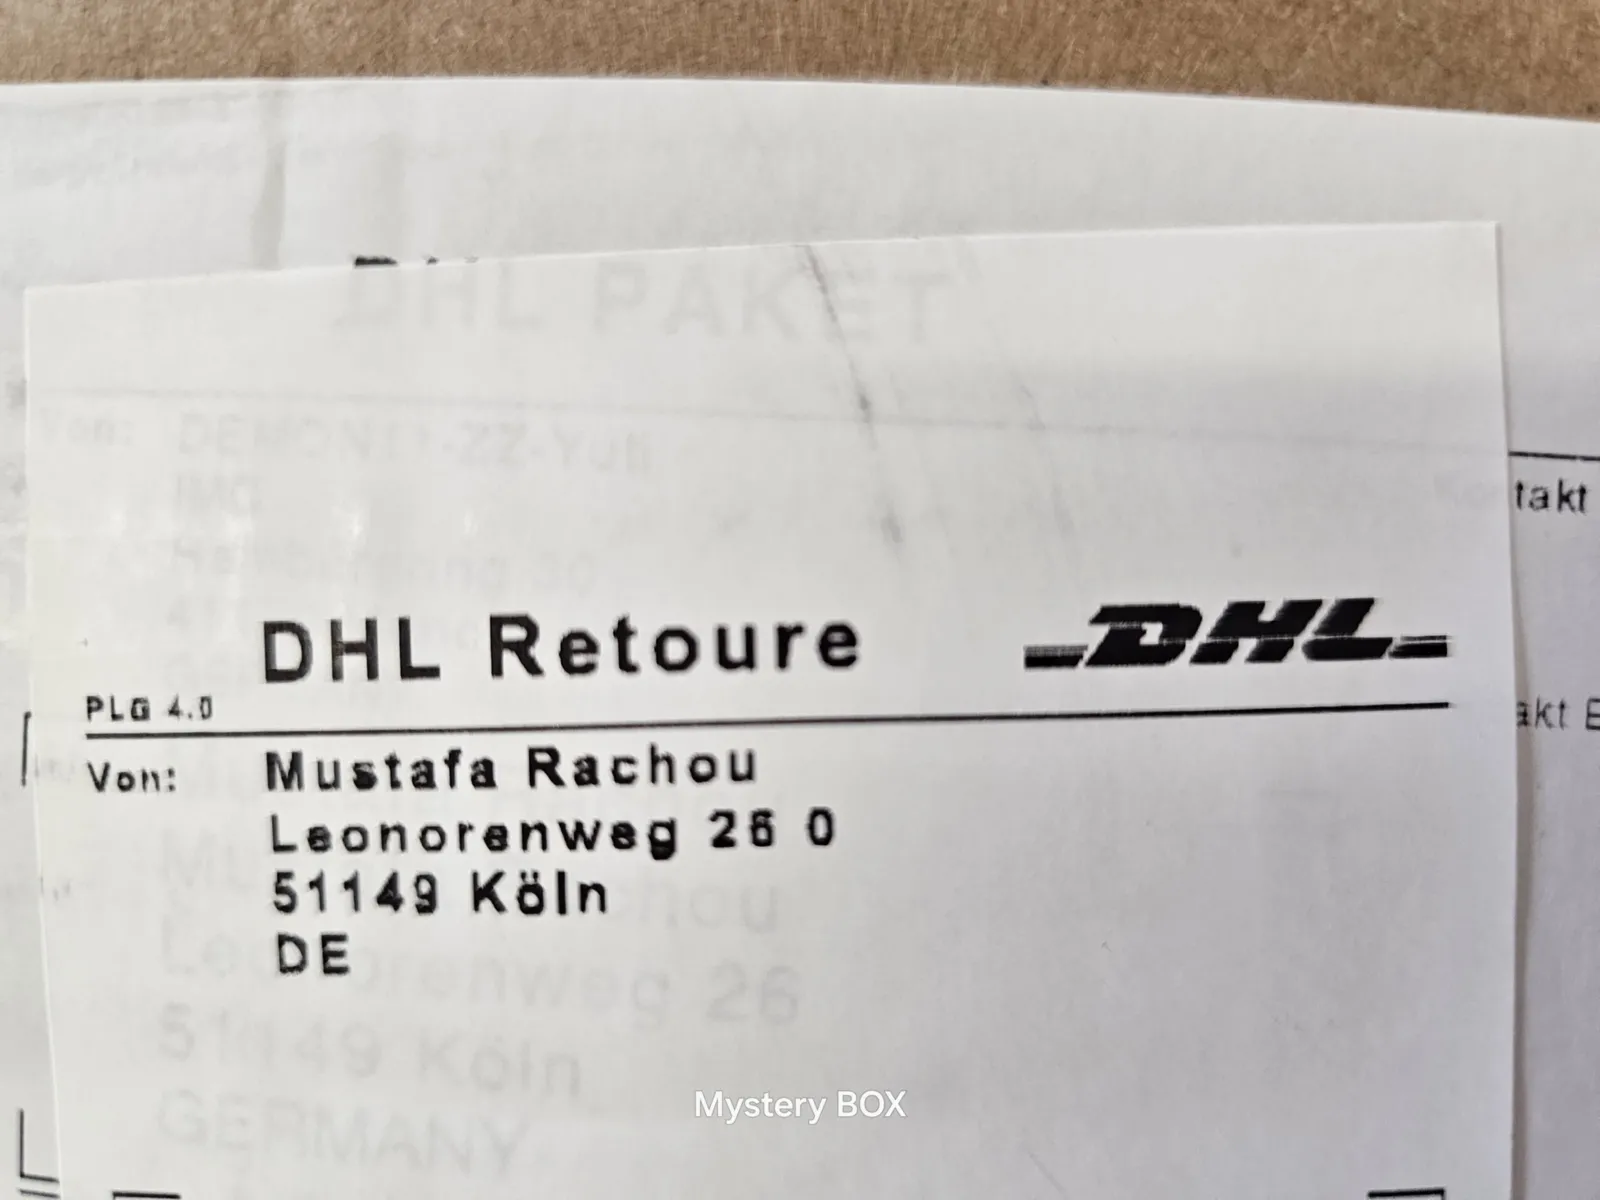 DHL PAKET
Von:
takt
DHL Retoure
DHL
PLG 4.0
akt
Von: Mustafa Rachou
Leonorenweg 26 0
51149 Köln
DE
Leonorenweg 26
51149 Köln
GERMANY
Mystery BOX